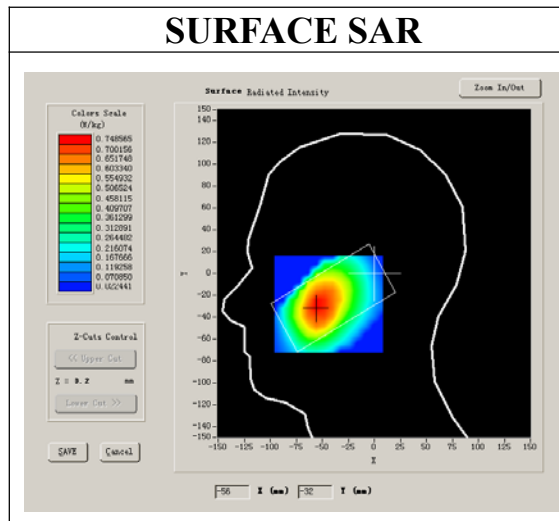 SURFACE SAR
Surface Radiated Intensity
Zoom In/Out
Colors Scale
(W/kg)
0.748565
0.700156
0.651748
0.603340
0.554932
0.506524
0.458115
0.409707
0.361299
0.312891
0.264482
0.216074
0.167666
0.119258
0.070850
0.022441
Z-Cuts Control
<< Upper Cut
Z = 9.2 mm
Lower Cut >>
SAVE Cancel
150
140
120
100
80
60
40
20
0
-20
-40
-60
-80
-100
-120
-140
-150
Y
-150 -125 -100 -75 -50 -25 0 25 50 75 100 125 150
X
-56 X (mm) -32 Y (mm)